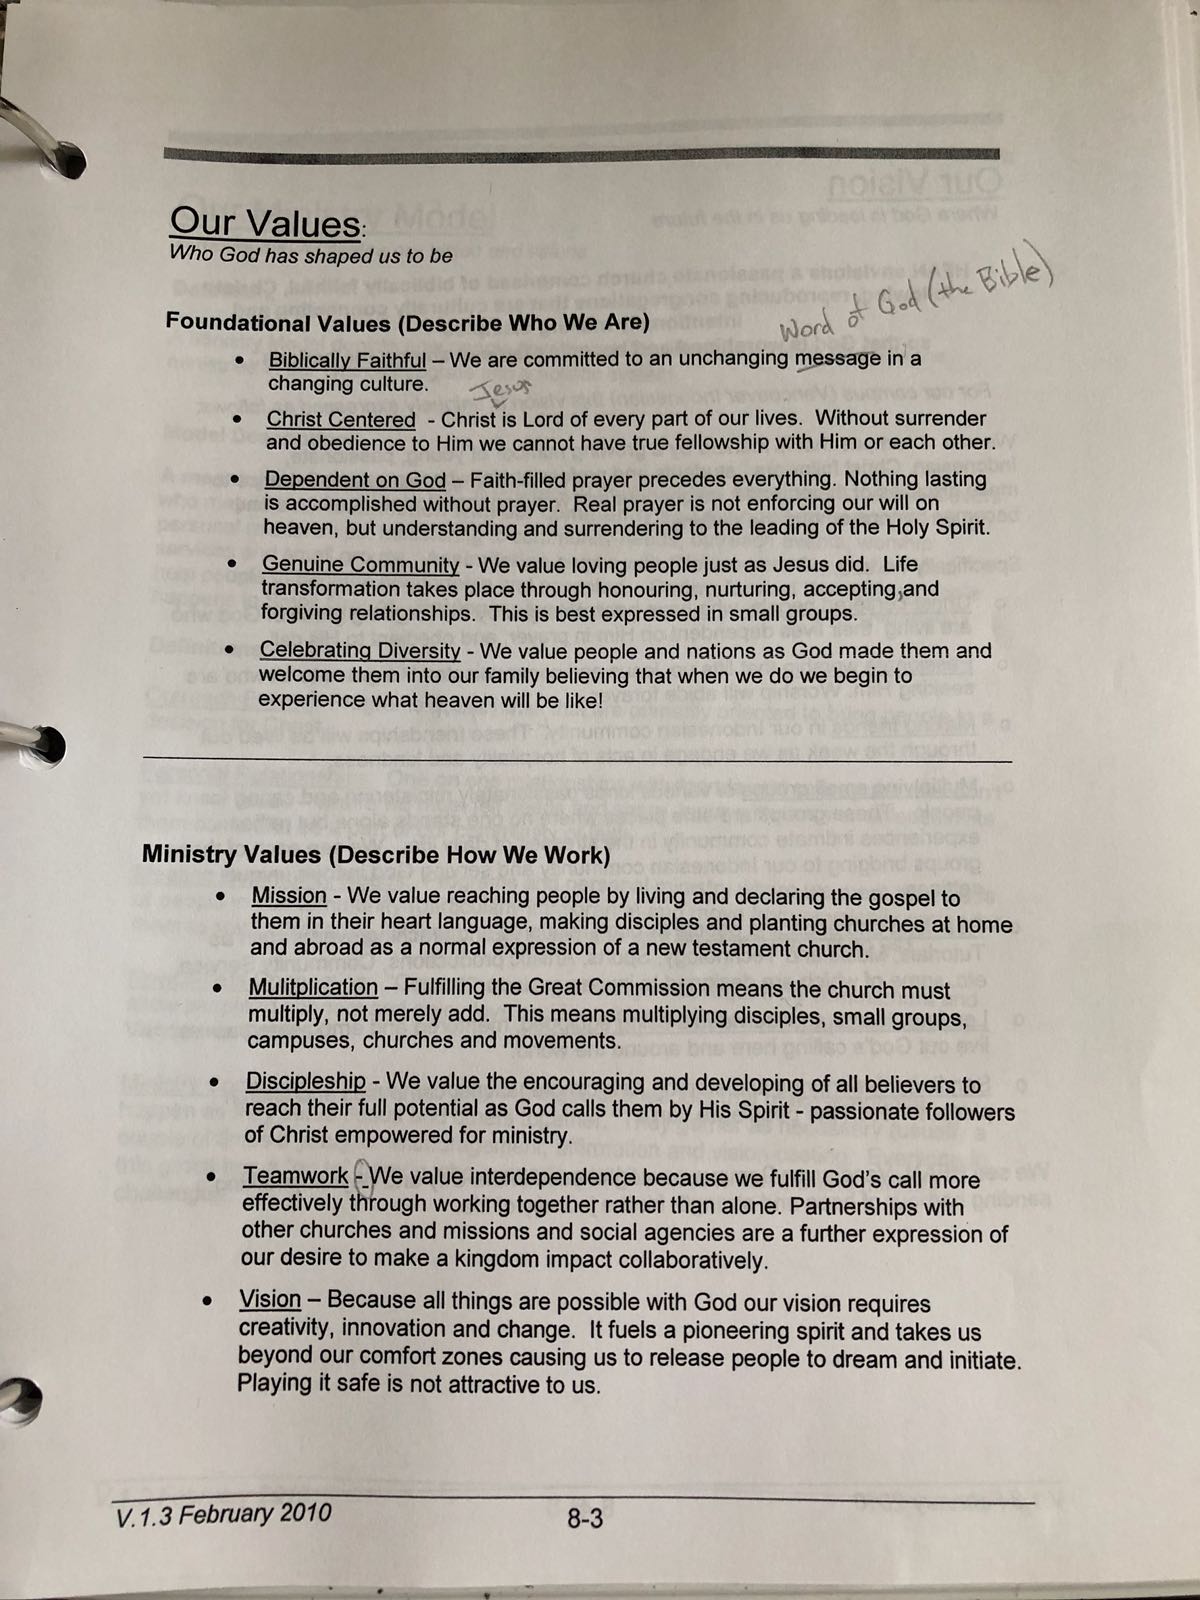 Our Values:
Who God has shaped us to be
Word of God (the Bible)
Foundational Values (Describe Who We Are)
• Biblically Faithful – We are committed to an unchanging message in a
changing culture.
Jesus
• Christ Centered - Christ is Lord of every part of our lives. Without surrender
and obedience to Him we cannot have true fellowship with Him or each other.
• Dependent on God – Faith-filled prayer precedes everything. Nothing lasting
is accomplished without prayer. Real prayer is not enforcing our will on
heaven, but understanding and surrendering to the leading of the Holy Spirit.
• Genuine Community - We value loving people just as Jesus did. Life
transformation takes place through honouring, nurturing, accepting, and
forgiving relationships. This is best expressed in small groups.
• Celebrating Diversity - We value people and nations as God made them and
welcome them into our family believing that when we do we begin to
experience what heaven will be like!
Ministry Values (Describe How We Work)
• Mission - We value reaching people by living and declaring the gospel to
them in their heart language, making disciples and planting churches at home
and abroad as a normal expression of a new testament church.
• Mulitplication – Fulfilling the Great Commission means the church must
multiply, not merely add. This means multiplying disciples, small groups,
campuses, churches and movements.
• Discipleship - We value the encouraging and developing of all believers to
reach their full potential as God calls them by His Spirit - passionate followers
of Christ empowered for ministry.
• Teamwork - We value interdependence because we fulfill God's call more
effectively through working together rather than alone. Partnerships with
other churches and missions and social agencies are a further expression of
our desire to make a kingdom impact collaboratively.
• Vision – Because all things are possible with God our vision requires
creativity, innovation and change. It fuels a pioneering spirit and takes us
beyond our comfort zones causing us to release people to dream and initiate.
Playing it safe is not attractive to us.
V.1.3 February 2010 8-3